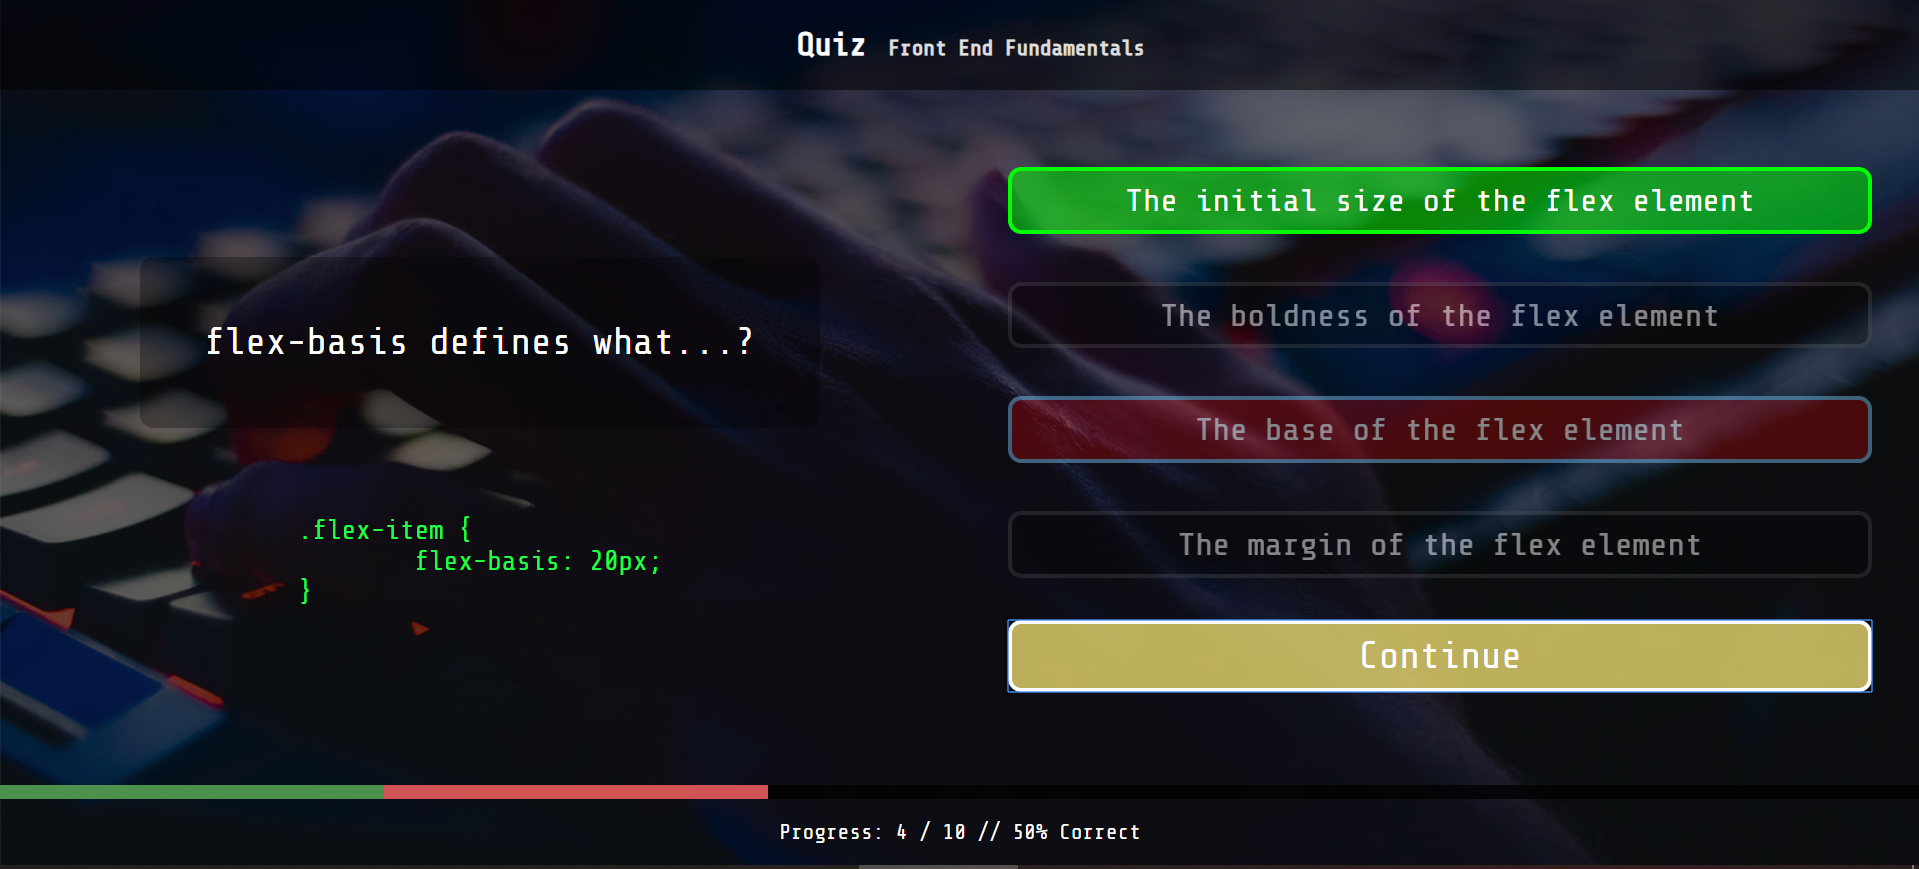 Quiz Front End Fundamentals
flex-basis defines what...?
.flex-item {
flex-basis: 20px;
}
The initial size of the flex element
The boldness of the flex element
The base of the flex element
The margin of the flex element
Continue
Progress: 4 / 10 // 50% Correct